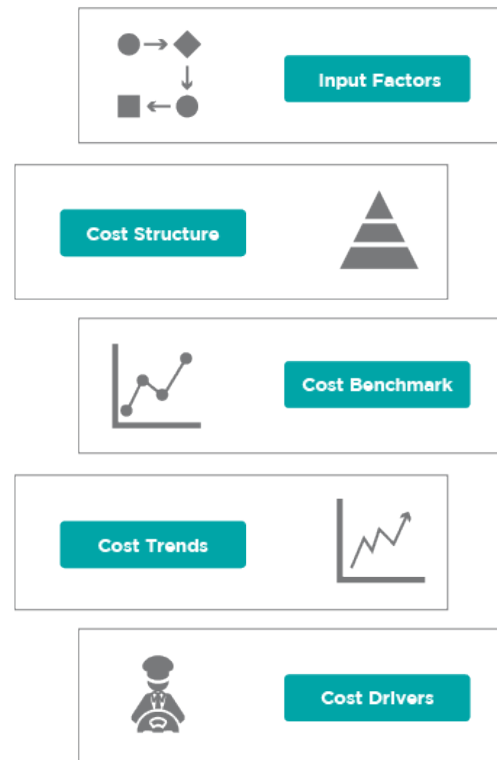 Input Factors
Cost Structure
Cost Benchmark
Cost Trends
Cost Drivers